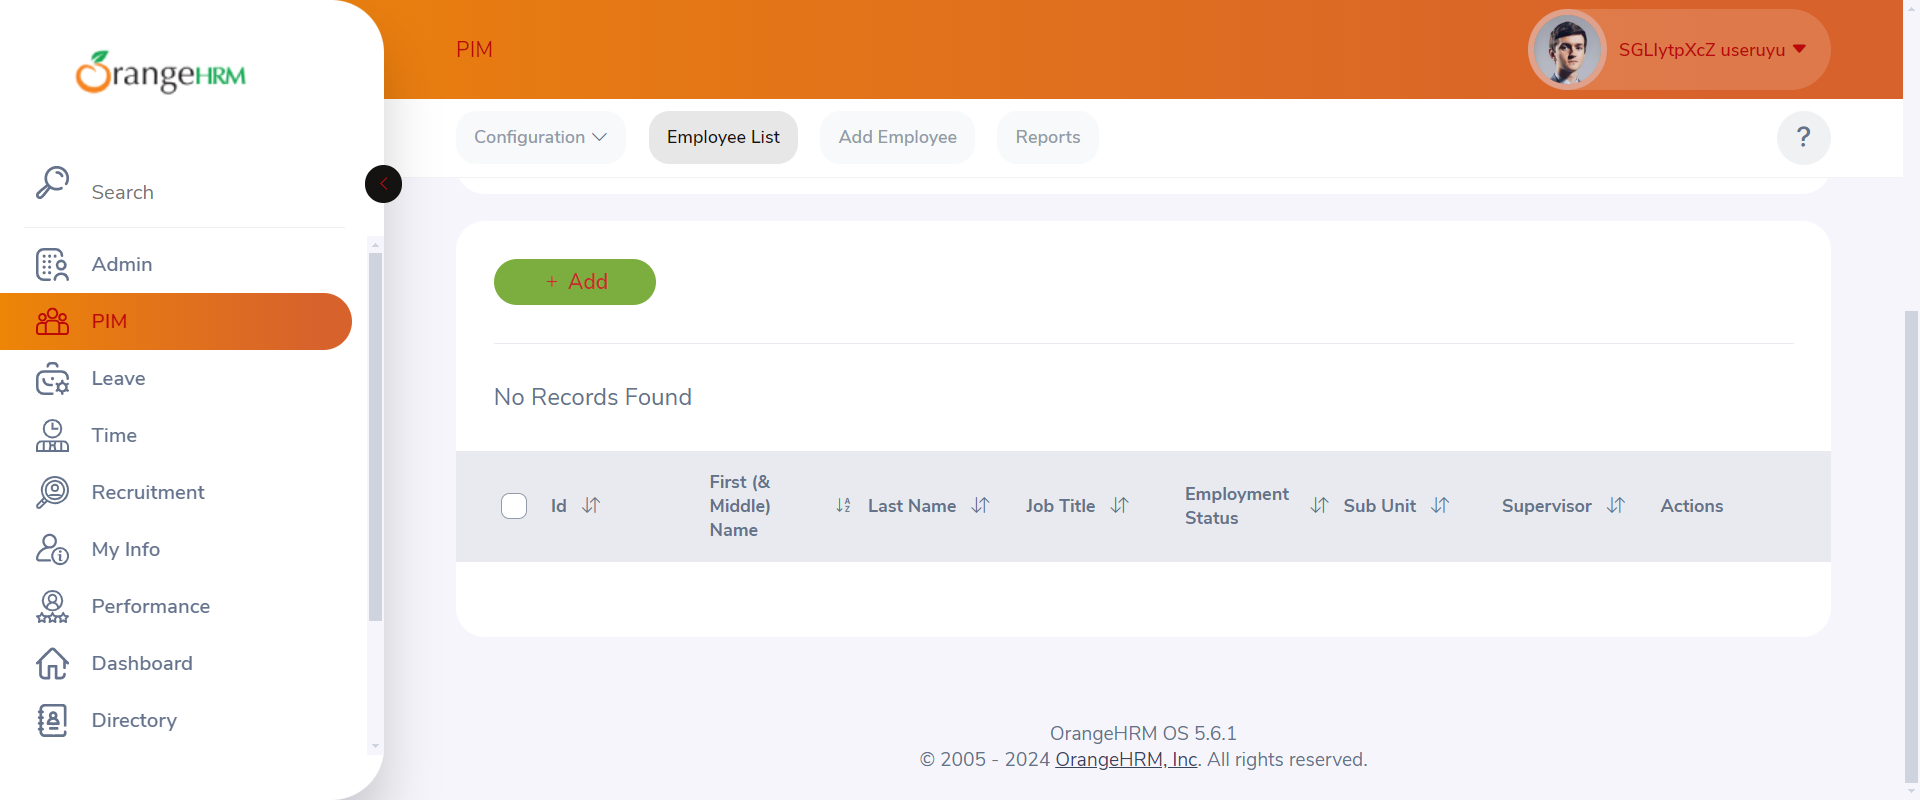 OrangeHRM
PIM
SGLIytpXcZ useruyu
Configuration
Employee List
Add Employee
Reports
?
Search
Admin
PIM
Leave
Time
Recruitment
My Info
Performance
Dashboard
Directory
+ Add
No Records Found
Id
First (& Middle) Name
Last Name
Job Title
Employment Status
Sub Unit
Supervisor
Actions
OrangeHRM OS 5.6.1
© 2005 - 2024 OrangeHRM, Inc. All rights reserved.